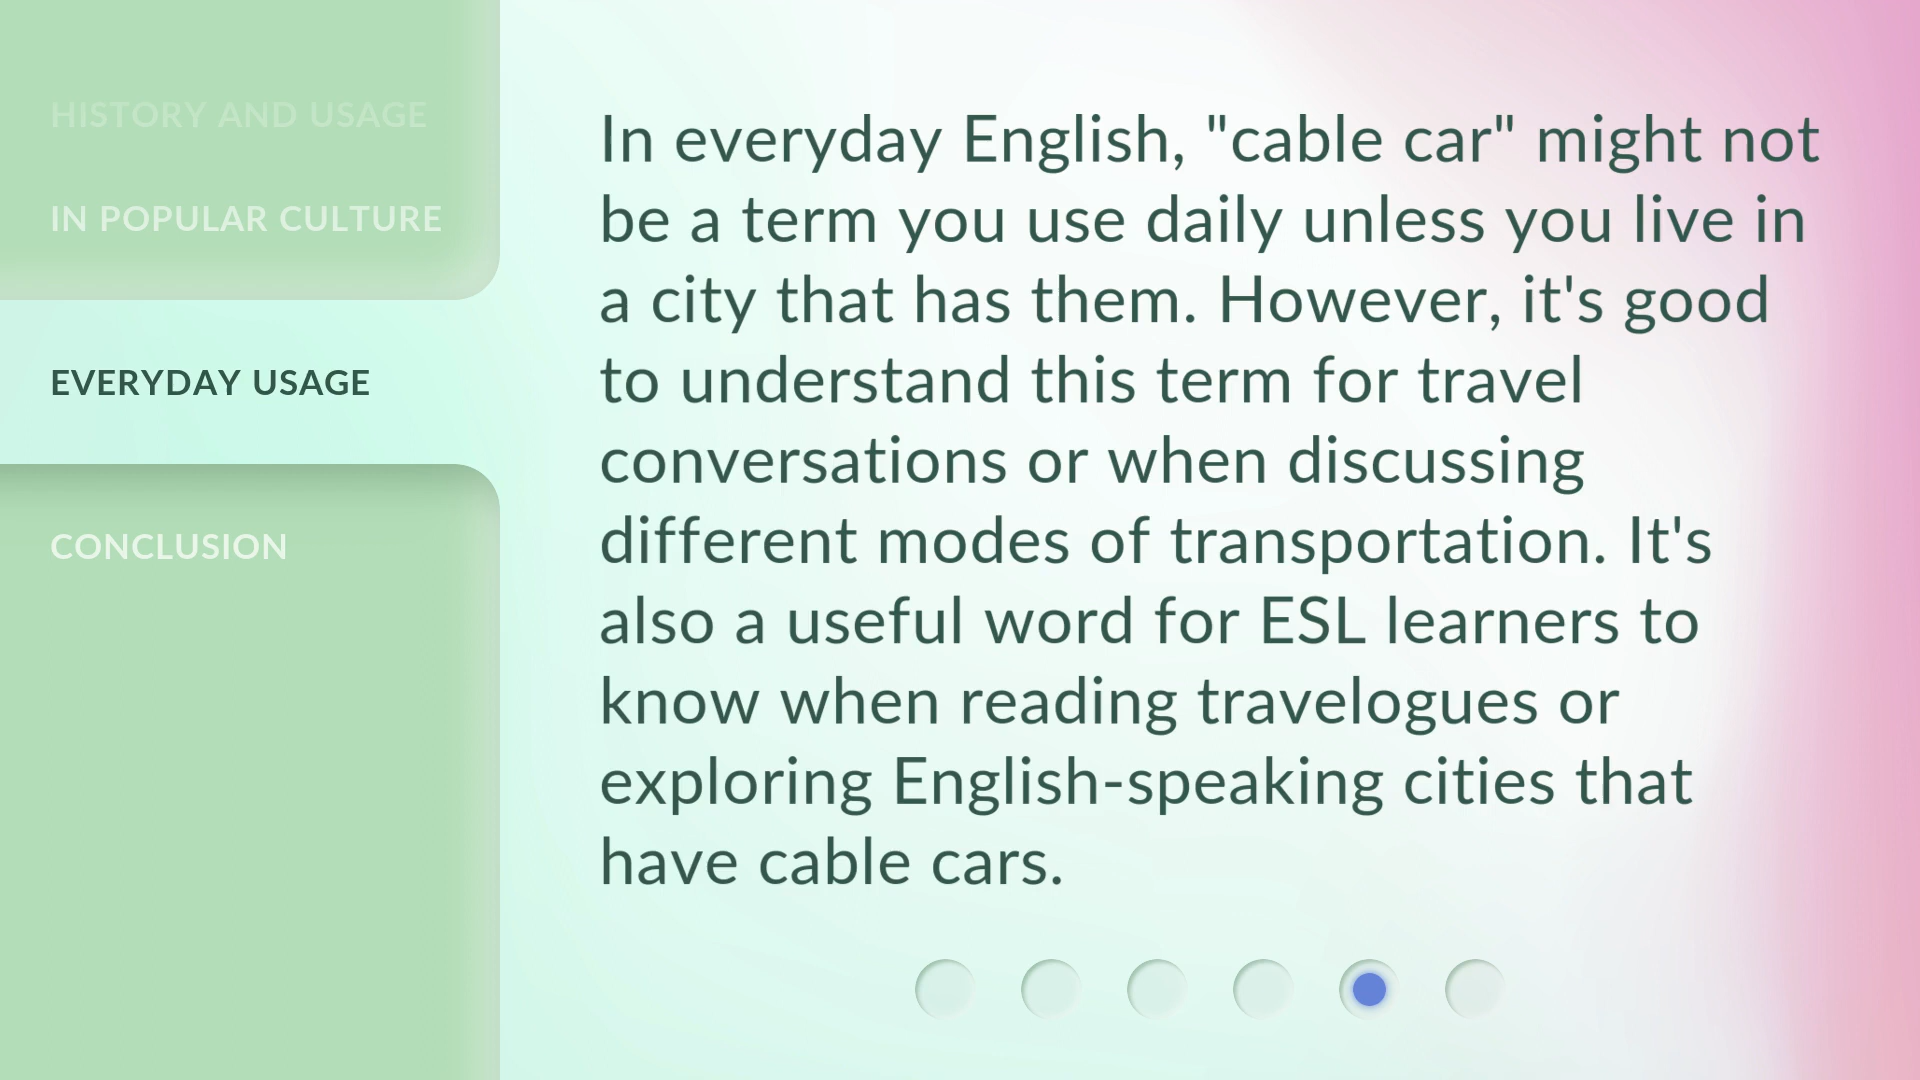 HISTORY AND USAGE
IN POPULAR CULTURE
EVERYDAY USAGE
CONCLUSION
In everyday English, "cable car" might not
be a term you use daily unless you live in
a city that has them. However, it's good
to understand this term for travel
conversations or when discussing
different modes of transportation. It's
also a useful word for ESL learners to
know when reading travelogues or
exploring English-speaking cities that
have cable cars.